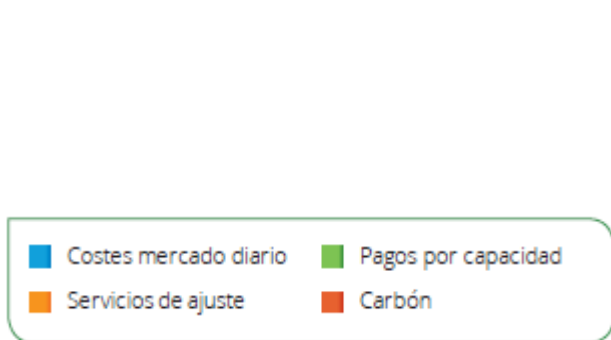 Costes mercado diario
Pagos por capacidad
Servicios de ajuste
Carbón